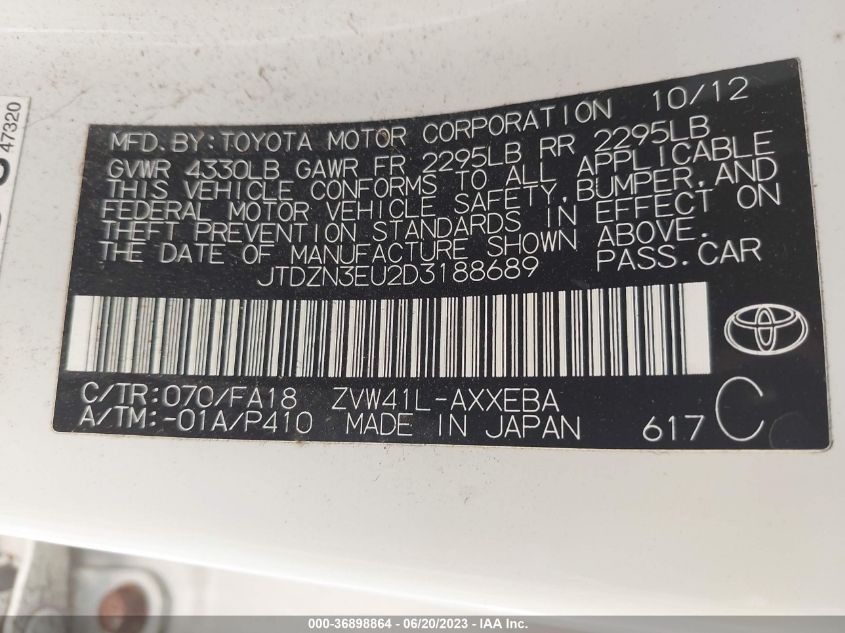 47320
MFD. BY: TOYOTA MOTOR CORPORATION 10/12
GVWR 4330LB GAWR FR 2295LB RR 2295LB
THIS VEHICLE CONFORMS TO ALL APPLICABLE
FEDERAL MOTOR VEHICLE SAFETY, BUMPER, AND
THEFT PREVENTION STANDARDS IN EFFECT ON
THE DATE OF MANUFACTURE SHOWN ABOVE.
JTDZN3EU2D3188689 PASS. CAR
C/TR: 070/FA18 ZVW41L-AXXEBA
A/TM: -01A/P410 MADE IN JAPAN 617 C
000-36898864 - 06/20/2023 - IAA Inc.